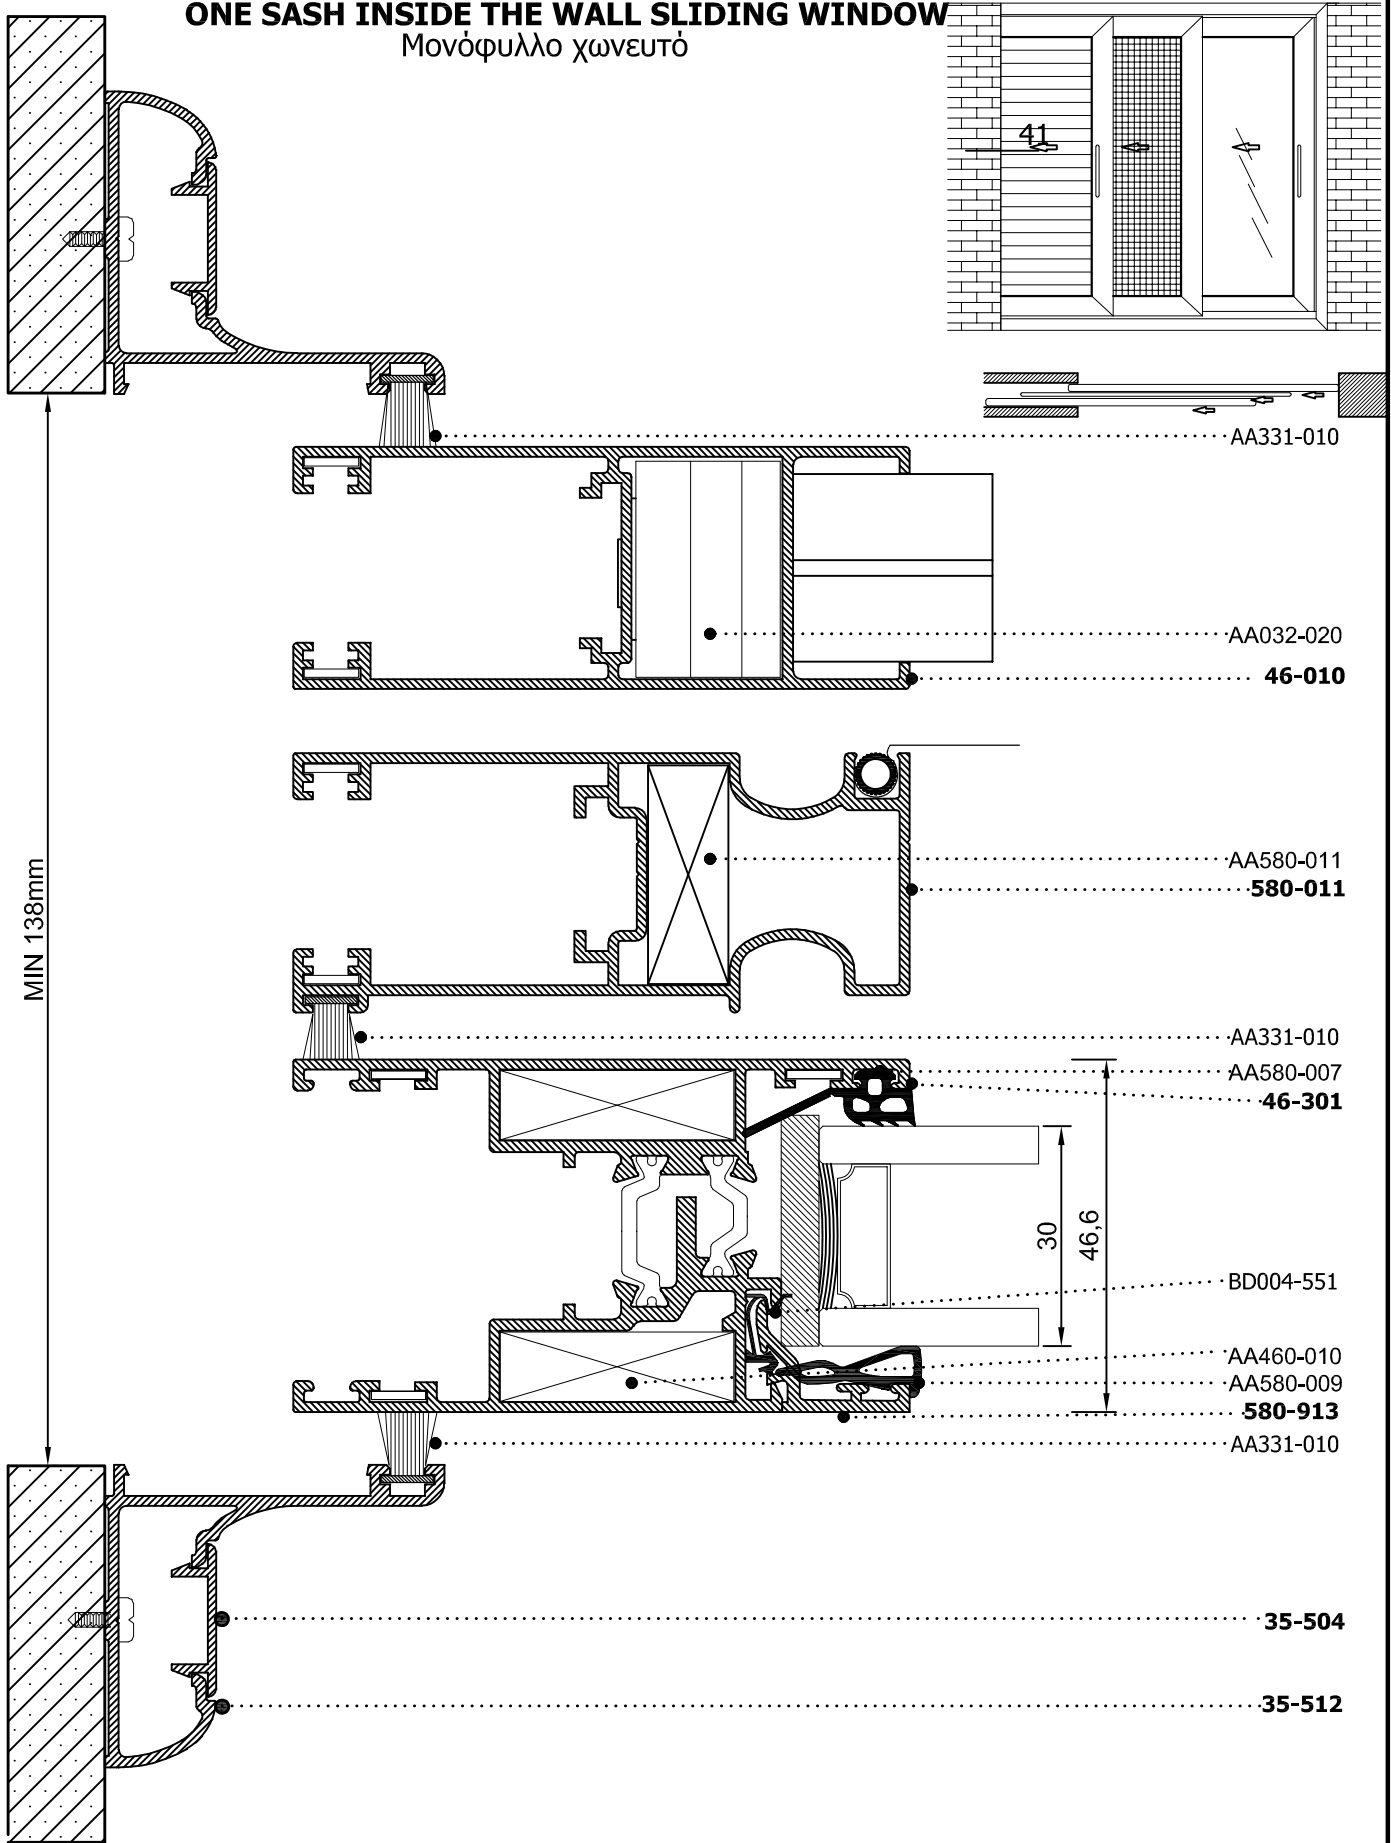 ONE SASH INSIDE THE WALL SLIDING WINDOW
Μονόφυλλο χωνευτό
41
AA331-010
AA032-020
46-010
AA580-011
580-011
MIN 138mm
AA331-010
AA580-007
46-301
30
46,6
BD004-551
AA460-010
AA580-009
580-913
AA331-010
35-504
35-512